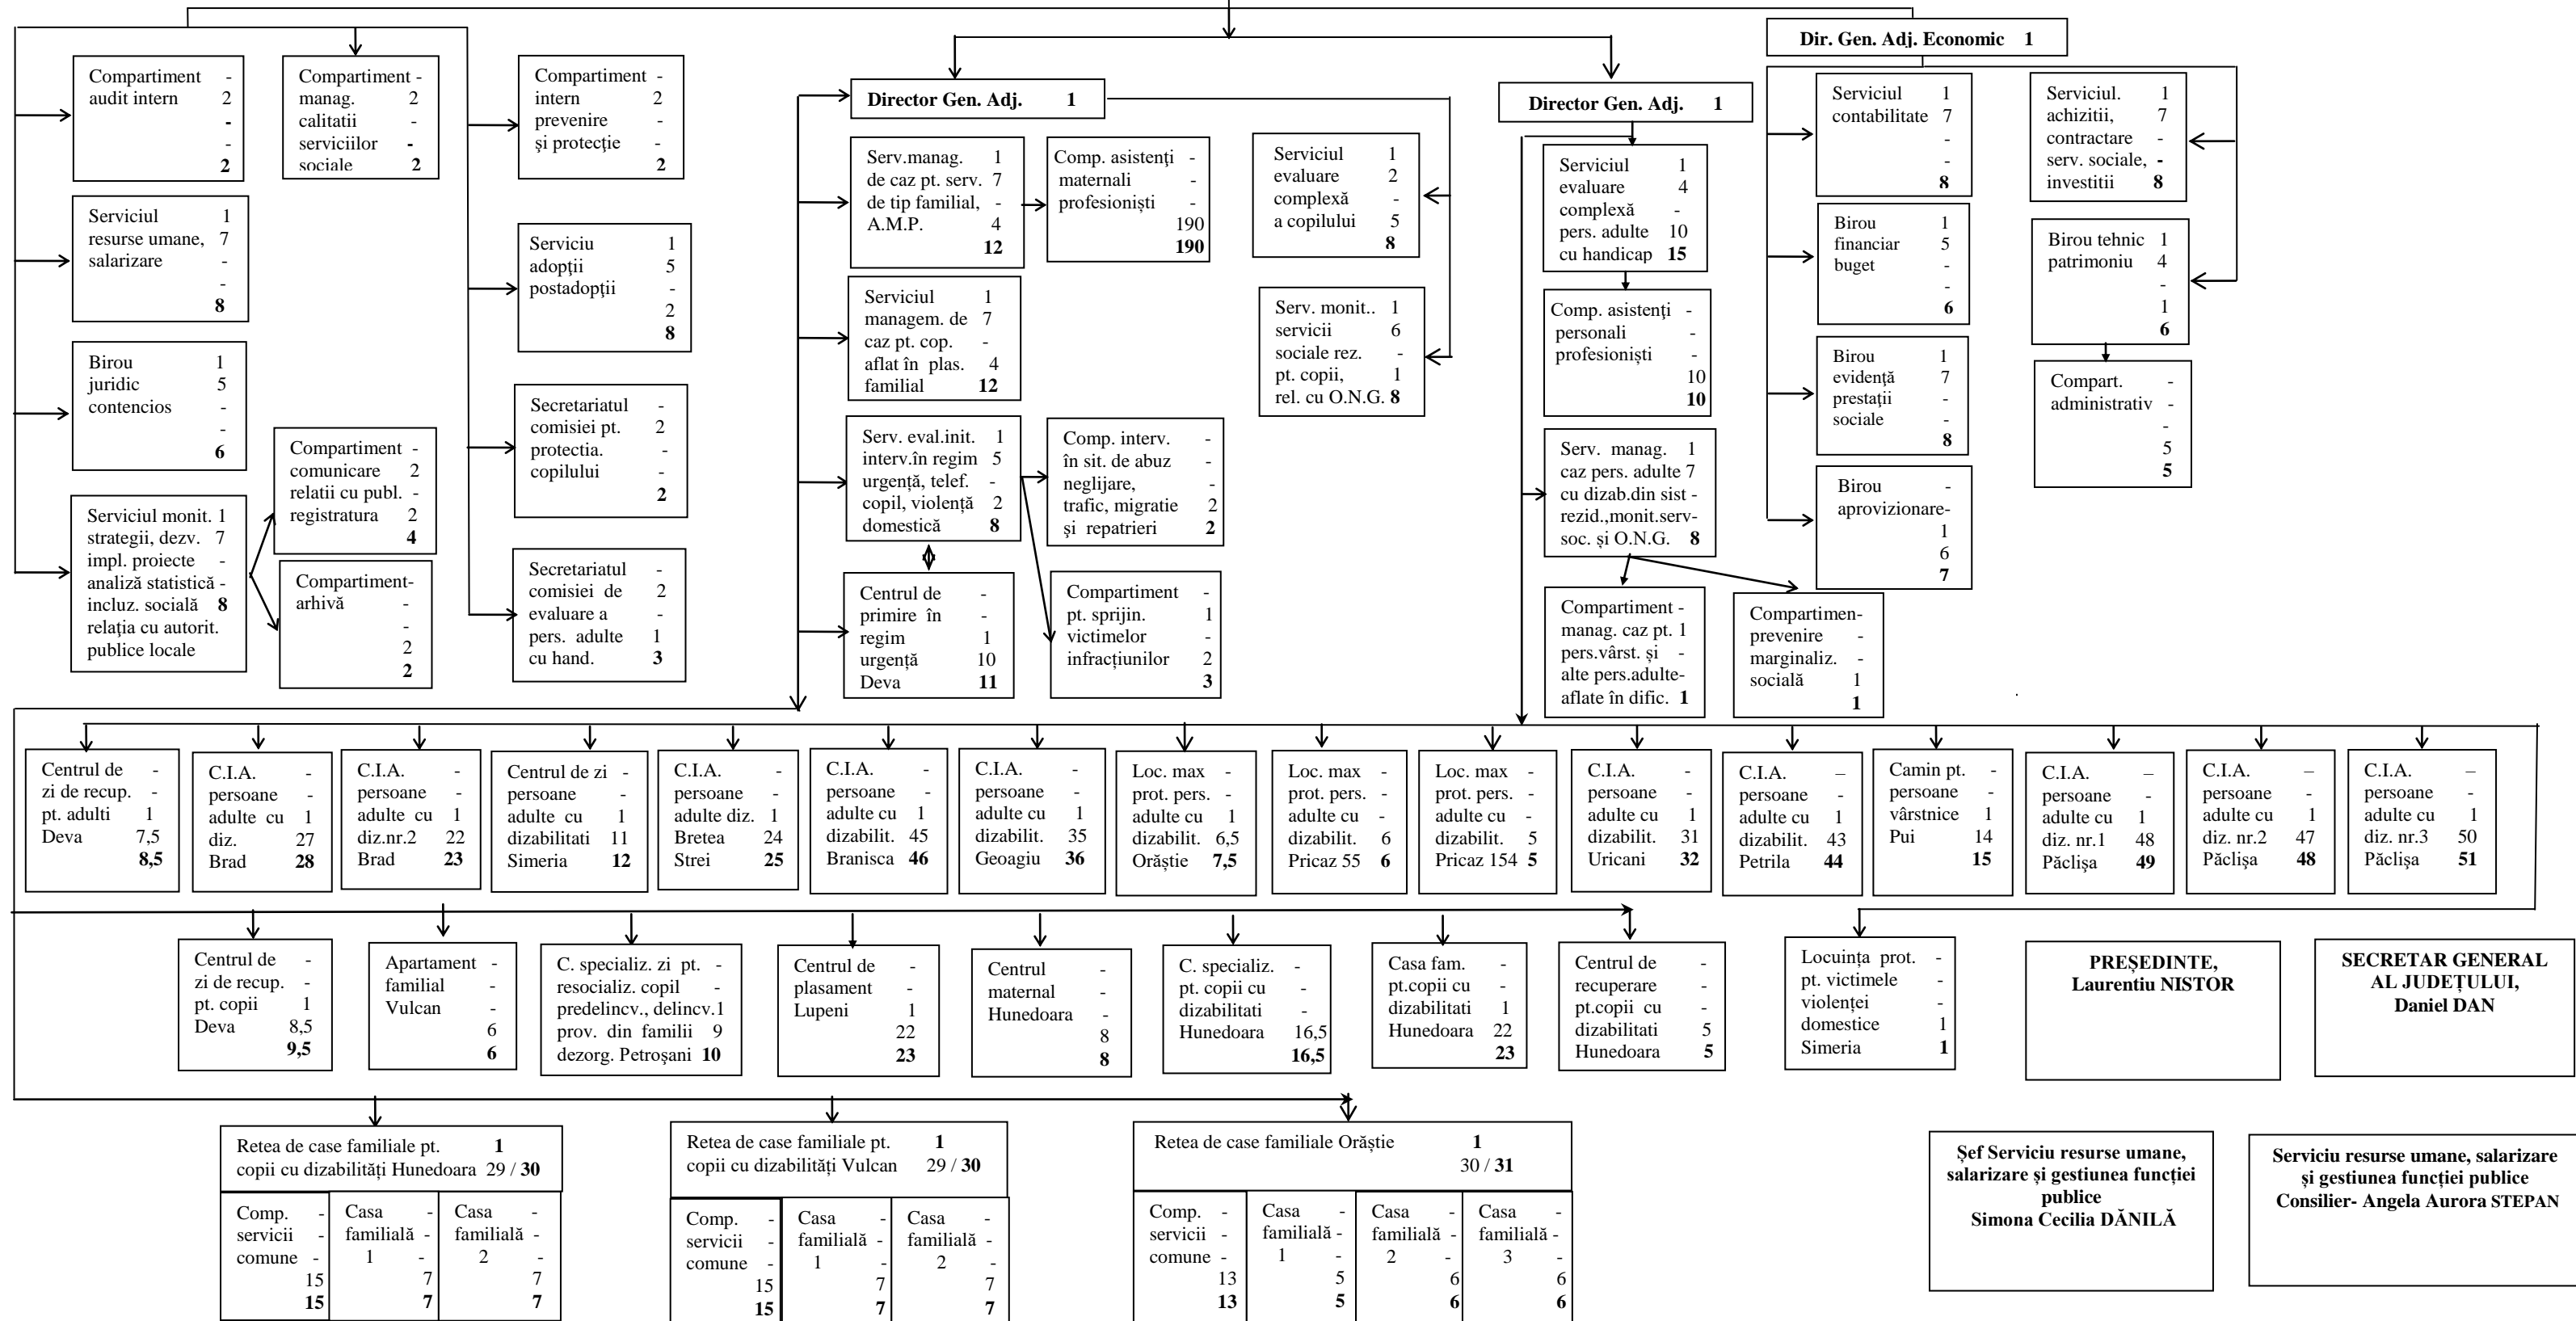 Dir. Gen. Adj. Economic 1
Compartiment -
audit intern 2
-
-
2
Compartiment -
manag. 2
calitatii -
serviciilor -
sociale 2
Compartiment -
intern 2
prevenire -
şi protecţie -
2
Director Gen. Adj. 1
Director Gen. Adj. 1
Serviciul 1
contabilitate 7
-
-
8
Serviciul. 1
achizitii, 7
contractare -
serv. sociale, -
investitii 8
Serviciul 1
resurse umane, 7
salarizare -
-
8
Serviciu 1
adopţii 5
postadopţii -
2
8
Serv.manag. 1
de caz pt. serv. 7
de tip familial, -
A.M.P. 4
12
Comp. asistenţi -
maternali -
profesioniști -
190
190
Serviciul 1
evaluare 2
complexă -
a copilului 5
8
Serviciul 1
evaluare 4
complexă -
pers. adulte 10
cu handicap 15
Birou 1
financiar 5
buget -
-
6
Birou tehnic 1
patrimoniu 4
-
1
6
Birou 1
juridic 5
contencios -
-
6
Secretariatul -
comisiei pt. 2
protectia. -
copilului -
2
Serviciul 1
managem. de 7
caz pt. cop. -
aflat în plas. 4
familial 12
Serv. monit.. 1
servicii 6
sociale rez. -
pt. copii, 1
rel. cu O.N.G. 8
Comp. asistenţi -
personali -
profesioniști -
10
10
Birou 1
evidenţă 7
prestaţii -
sociale -
8
Compart. -
administrativ -
-
5
5
Serviciul monit. 1
strategii, dezv. 7
impl. proiecte -
analiză statistică -
incluz. socială 8
relaţia cu autorit.
publice locale
Compartiment -
comunicare 2
relatii cu publ. -
registratura 2
4
Compartiment-
arhivă -
-
2
2
Secretariatul -
comisiei de 2
evaluare a -
pers. adulte 1
cu hand. 3
Serv. eval.init. 1
interv.în regim 5
urgență, telef. -
copil, violență 2
domestică 8
Comp. interv. -
în sit. de abuz -
neglijare, -
trafic, migratie 2
şi repatrieri 2
Centrul de -
primire în -
regim 1
urgență 10
Deva 11
Compartiment -
pt. sprijin. 1
victimelor -
infracțiunilor 2
3
Serv. manag. 1
caz pers. adulte 7
cu dizab.din sist -
rezid.,monit.serv-
soc. și O.N.G. 8
Birou -
aprovizionare-
1
6
7
Compartiment -
manag. caz pt. 1
pers.vârst. și -
alte pers.adulte-
aflate în dific. 1
Compartimen-
prevenire -
marginaliz. -
socială 1
1
Centrul de -
zi de recup. -
pt. adulti 1
Deva 7,5
8,5
C.I.A. -
persoane -
adulte cu 1
diz. 27
Brad 28
C.I.A. -
persoane -
adulte cu 1
diz.nr.2 22
Brad 23
Centrul de zi -
persoane -
adulte cu 1
dizabilitati 11
Simeria 12
C.I.A. -
persoane -
adulte diz. 1
Bretea 24
Strei 25
C.I.A. -
persoane -
adulte cu 1
dizabilit. 45
Branisca 46
C.I.A. -
persoane -
adulte cu 1
dizabilit. 35
Geoagiu 36
Loc. max -
prot. pers. -
adulte cu 1
dizabilit. 6,5
Orăştie 7,5
Loc. max -
prot. pers. -
adulte cu -
dizabilit. 6
Pricaz 55 6
Loc. max -
prot. pers. -
adulte cu -
dizabilit. 5
Pricaz 154 5
C.I.A. -
persoane -
adulte cu 1
dizabilit. 31
Uricani 32
C.I.A. –
persoane -
adulte cu 1
dizabilit. 43
Petrila 44
Camin pt. -
persoane -
vârstnice 1
Pui 14
15
C.I.A. –
persoane -
adulte cu 1
diz. nr.1 48
Păclişa 49
C.I.A. –
persoane -
adulte cu 1
diz. nr.2 47
Păclişa 48
C.I.A. –
persoane -
adulte cu 1
diz. nr.3 50
Păclişa 51
Centrul de -
zi de recup. -
pt. copii 1
Deva 8,5
9,5
Apartament -
familial -
Vulcan -
6
6
C. specializ. zi pt. -
resocializ. copil -
predelincv., delincv.1
prov. din familii 9
dezorg. Petroşani 10
Centrul de -
plasament -
Lupeni 1
22
23
Centrul -
maternal -
Hunedoara -
8
8
C. specializ. -
pt. copii cu -
dizabilitati -
Hunedoara 16,5
16,5
Casa fam. -
pt.copii cu -
dizabilitati 1
Hunedoara 22
23
Centrul de -
recuperare -
pt.copii cu -
dizabilitati 5
Hunedoara 5
Locuința prot. -
pt. victimele -
violenței -
domestice 1
Simeria 1
PREȘEDINTE,
Laurentiu NISTOR
SECRETAR GENERAL
AL JUDEȚULUI,
Daniel DAN
Retea de case familiale pt. 1
copii cu dizabilități Hunedoara 29 / 30
Comp. -
servicii -
comune -
15
15
Casa -
familială -
1 -
7
7
Casa -
familială -
2 -
7
7
Retea de case familiale pt. 1
copii cu dizabilități Vulcan 29 / 30
Comp. -
servicii -
comune -
15
15
Casa -
familială -
1 -
7
7
Casa -
familială -
2 -
7
7
Retea de case familiale Orăștie 1
30 / 31
Comp. -
servicii -
comune -
13
13
Casa -
familială -
1 -
5
5
Casa -
familială -
2 -
6
6
Casa -
familială -
3 -
6
6
Șef Serviciu resurse umane,
salarizare și gestiunea funcției
publice
Simona Cecilia DĂNILĂ
Serviciu resurse umane, salarizare
și gestiunea funcției publice
Consilier- Angela Aurora STEPAN